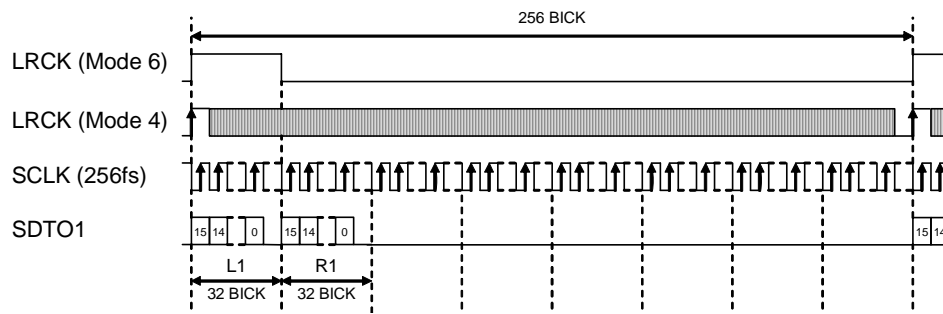 256 BICK
LRCK (Mode 6)
LRCK (Mode 4)
SCLK (256fs)
SDTO1
15 14 0 15 14 0 15 14
L1 R1
32 BICK 32 BICK